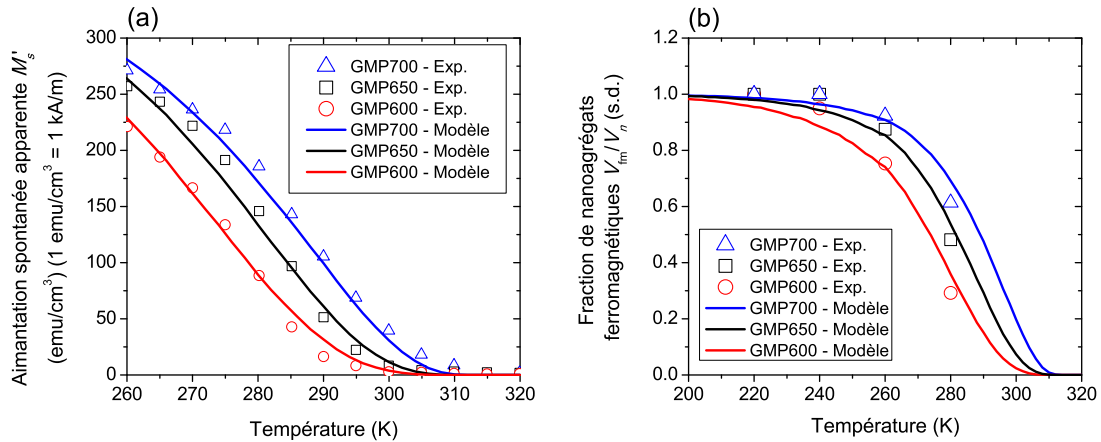 (a)
Aimantation spontanée apparente M's
(emu/cm³) (1 emu/cm³ = 1 kA/m)
300
250
200
150
100
50
0
260 270 280 290 300 310 320
Température (K)
GMP700 - Exp.
GMP650 - Exp.
GMP600 - Exp.
GMP700 - Modèle
GMP650 - Modèle
GMP600 - Modèle
(b)
Fraction de nanoagrégats
ferromagnétiques Vfm/Vn (s.d.)
1.2
1.0
0.8
0.6
0.4
0.2
0.0
200 220 240 260 280 300 320
Température (K)
GMP700 - Exp.
GMP650 - Exp.
GMP600 - Exp.
GMP700 - Modèle
GMP650 - Modèle
GMP600 - Modèle